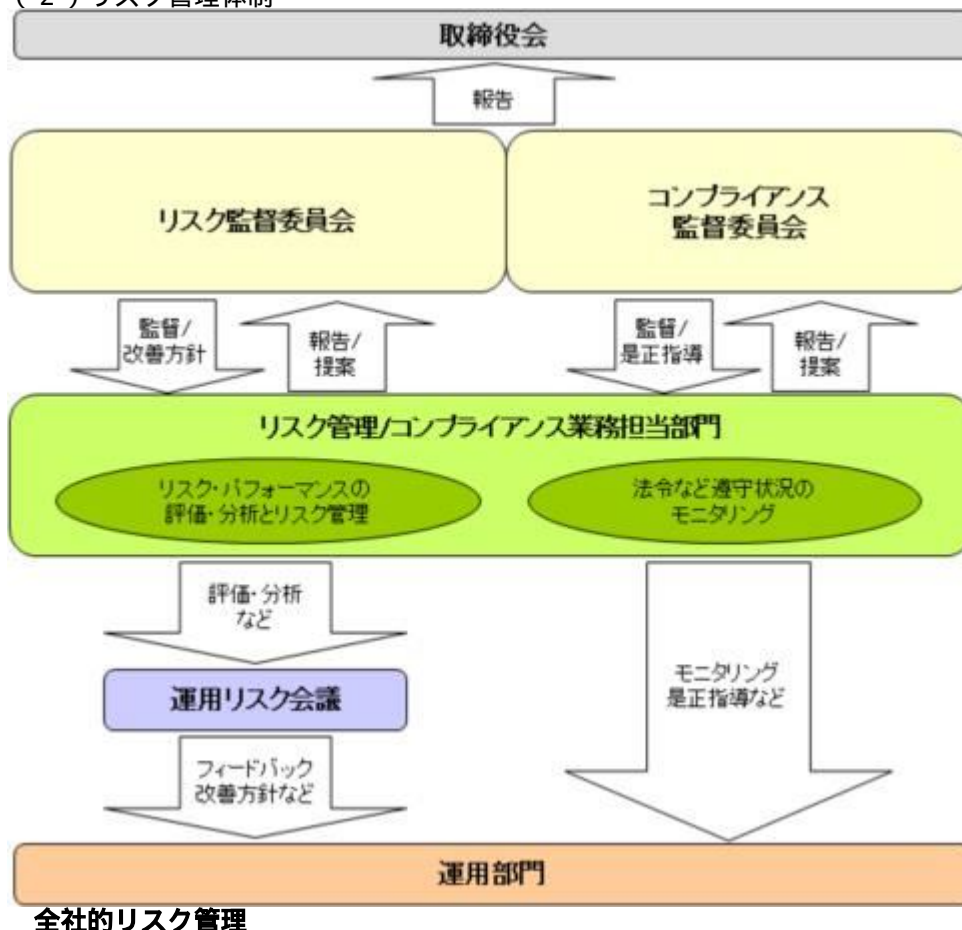 (2)リスク管理体制
取締役会
報告
リスク監督委員会
コンプライアンス
監督委員会
監督/
改善方針
報告/
提案
監督/
是正指導
報告/
提案
リスク管理/コンプライアンス業務担当部門
リスク・パフォーマンスの
評価・分析とリスク管理
法令など遵守状況の
モニタリング
評価・分析
など
運用リスク会議
モニタリング
是正指導など
フィードバック
改善方針など
運用部門
全社的リスク管理